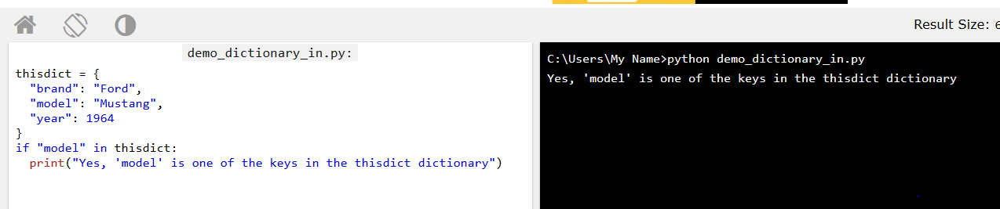 Result Size: 6
demo_dictionary_in.py:
thisdict = {
  "brand": "Ford",
  "model": "Mustang",
  "year": 1964
}
if "model" in thisdict:
  print("Yes, 'model' is one of the keys in the thisdict dictionary")
C:\Users\My Name>python demo_dictionary_in.py
Yes, 'model' is one of the keys in the thisdict dictionary